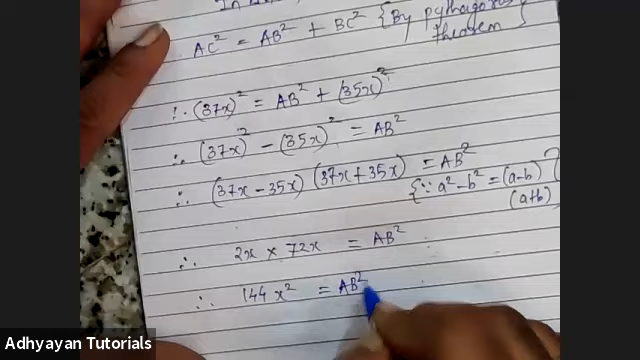 In
AC² = AB² + BC² {By pythagoras
theorem }
∴ (37x)² = AB² + (35x)²
∴ (37x)² - (35x)² = AB²
∴ (37x - 35x) (37x + 35x) = AB²
{∵ a² - b² = (a-b)
(a+b) }
∴ 2x × 72x = AB²
∴ 144x² = AB²
Adhyayan Tutorials